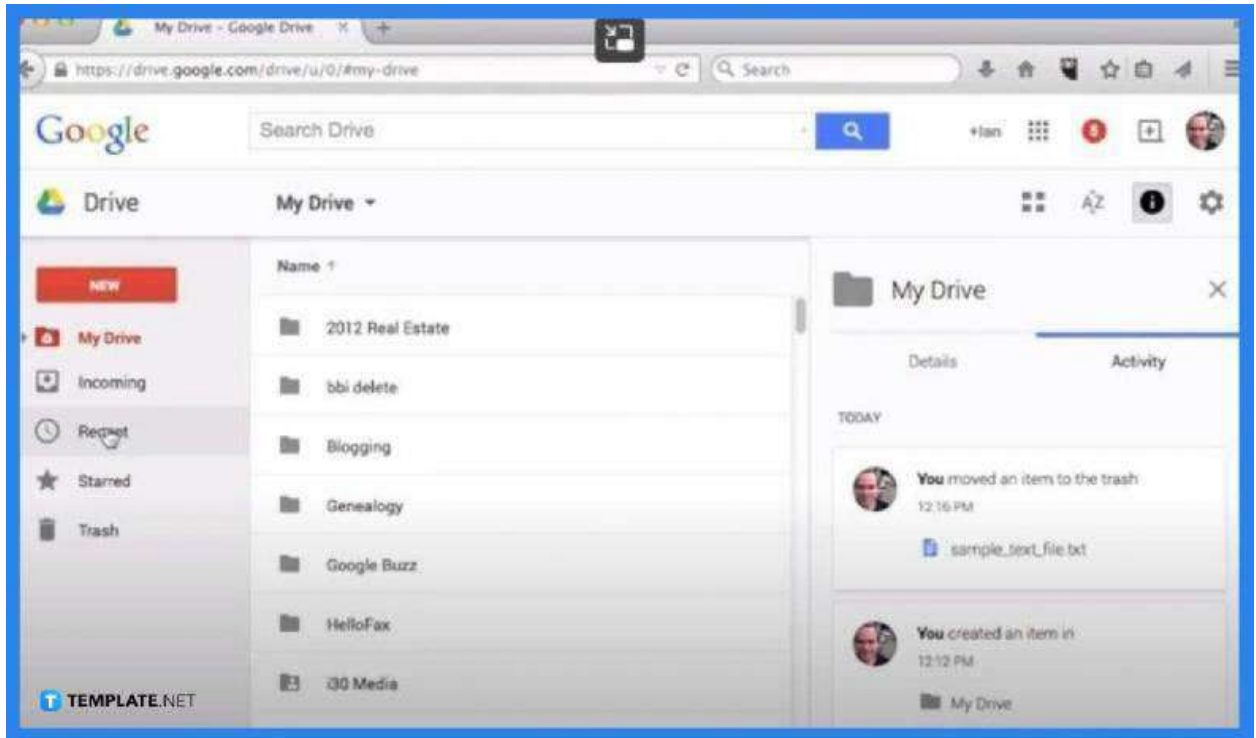 My Drive - Google Drive
https://drive.google.com/drive/u/0/#my-drive
Search
Google
Search Drive
+Ian
Drive
My Drive
AZ
Name
NEW
My Drive
Incoming
Starred
Trash
2012 Real Estate
bbi delete
Blogging
Genealogy
Google Buzz
HelloFax
i30 Media
My Drive
Details
Activity
TODAY
You moved an item to the trash
12:16 PM
sample_text_file.txt
You created an item in
12:12 PM
My Drive
TEMPLATE.NET